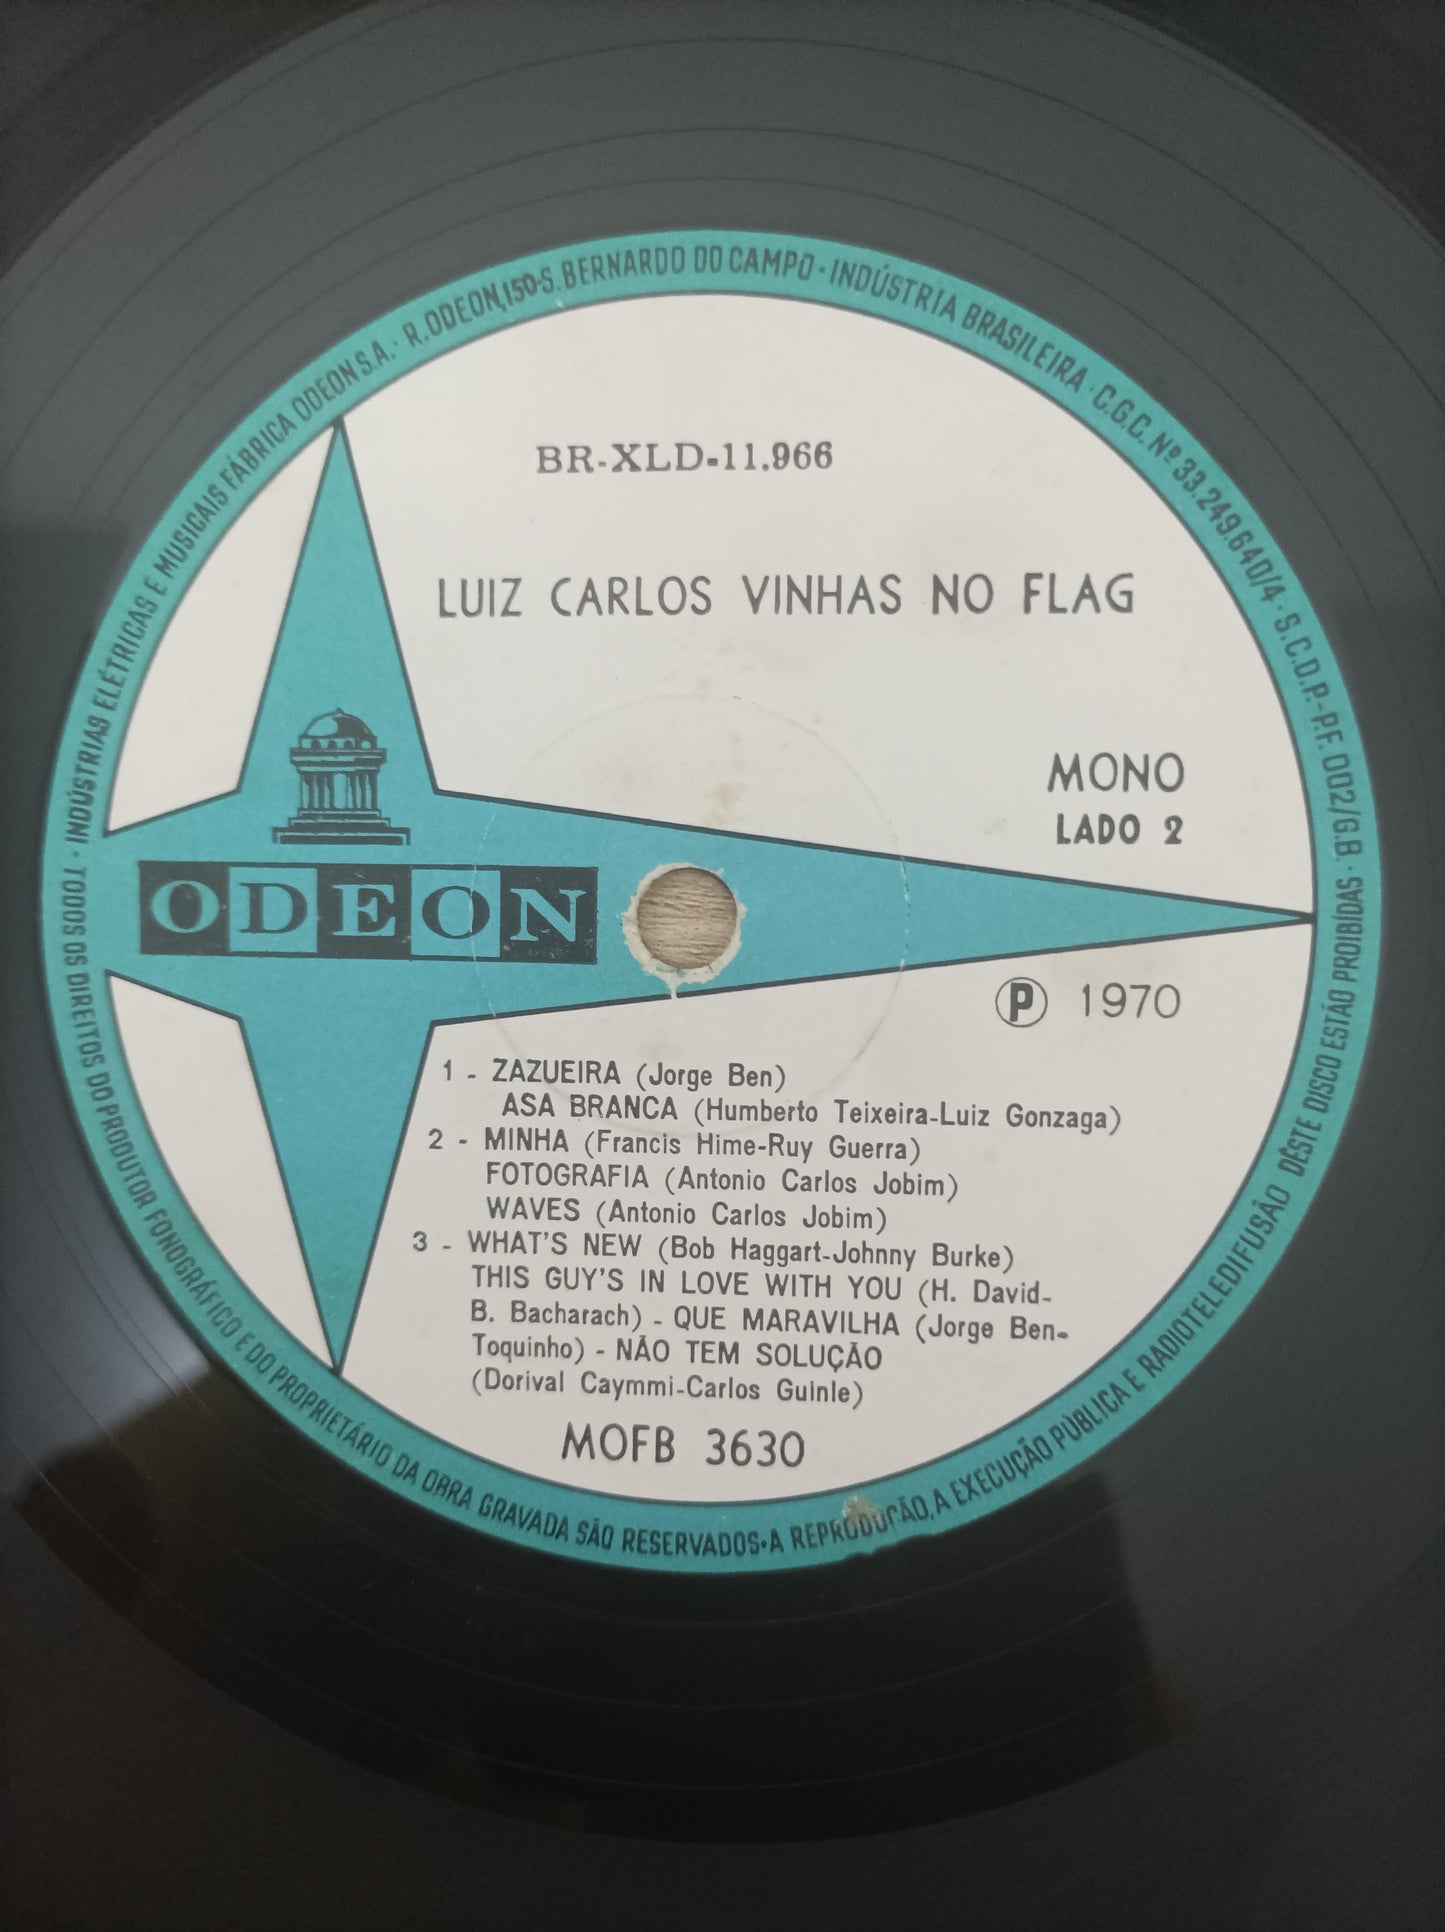 BR-XLD-11.966
LUIZ CARLOS VINHAS NO FLAG
MONO
LADO 2
ODEON
Ⓟ 1970
1 - ZAZUEIRA (Jorge Ben)
ASA BRANCA (Humberto Teixeira-Luiz Gonzaga)
2 - MINHA (Francis Hime-Ruy Guerra)
FOTOGRAFIA (Antonio Carlos Jobim)
WAVES (Antonio Carlos Jobim)
3 - WHAT'S NEW (Bob Haggart-Johnny Burke)
THIS GUY'S IN LOVE WITH YOU (H. David-
B. Bacharach) - QUE MARAVILHA (Jorge Ben-
Toquinho) - NÃO TEM SOLUÇÃO
(Dorival Caymmi-Carlos Guinle)
MOFB 3630
INDÚSTRIAS ELÉTRICAS E MUSICAIS FÁBRICA ODEON S.A. · R. ODEON, 150-S. BERNARDO DO CAMPO · INDÚSTRIA BRASILEIRA · C.G.C. Nº 33.249.640/4 · S.C.D.P.-P.F. 002/G.B. ·
TODOS OS DIREITOS DO PRODUTOR FONOGRÁFICO E DO PROPRIETÁRIO DA OBRA GRAVADA SÃO RESERVADOS·A REPRODUÇÃO, A EXECUÇÃO PÚBLICA E RADIOTELEDIFUSÃO DÊSTE DISCO ESTÃO PROIBÍDAS ·